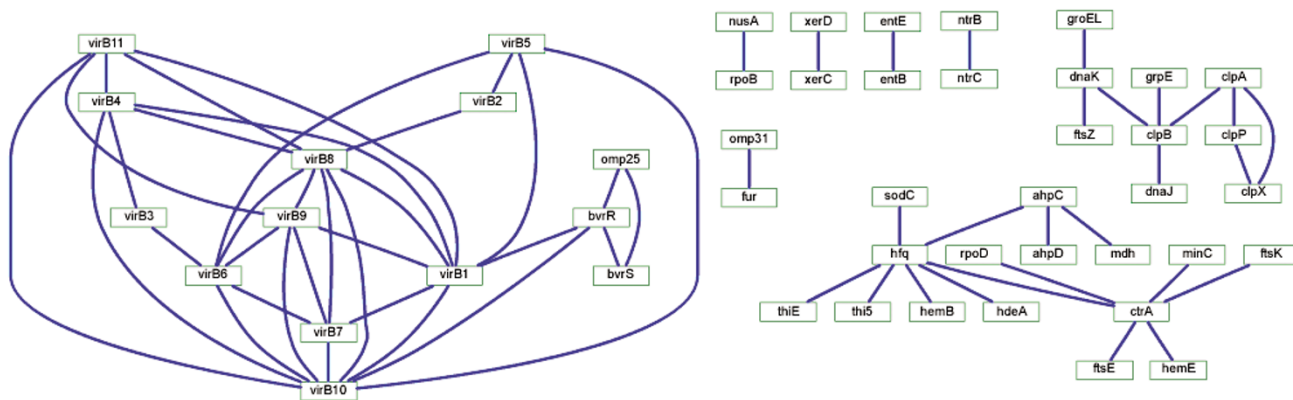 virB11
virB5
virB4
virB2
virB8
omp25
virB3
virB9
bvrR
virB6
virB1
bvrS
virB7
virB10
nusA
xerD
entE
ntrB
rpoB
xerC
entB
ntrC
omp31
fur
groEL
dnaK
grpE
clpA
ftsZ
clpB
clpP
dnaJ
clpX
sodC
ahpC
hfq
rpoD
ahpD
mdh
minC
ftsK
thiE
thi5
hemB
hdeA
ctrA
ftsE
hemE